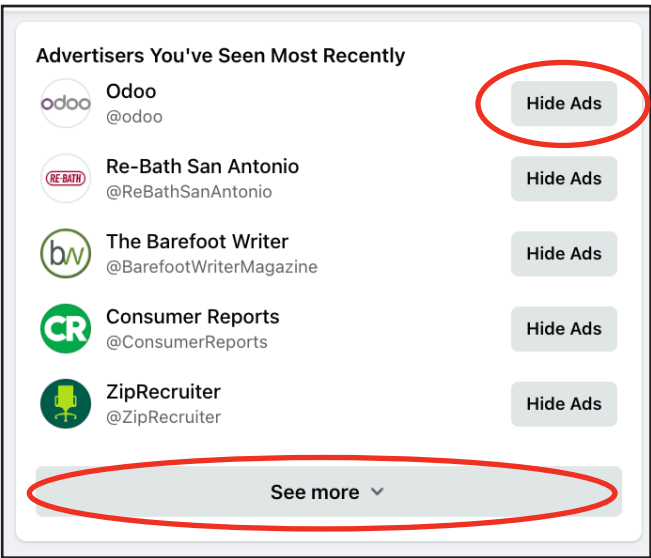 Advertisers You've Seen Most Recently
odoo
Odoo
@odoo
Hide Ads
RE-BATH
Re-Bath San Antonio
@ReBathSanAntonio
Hide Ads
bw
The Barefoot Writer
@BarefootWriterMagazine
Hide Ads
CR
Consumer Reports
@ConsumerReports
Hide Ads
ZipRecruiter
@ZipRecruiter
Hide Ads
See more